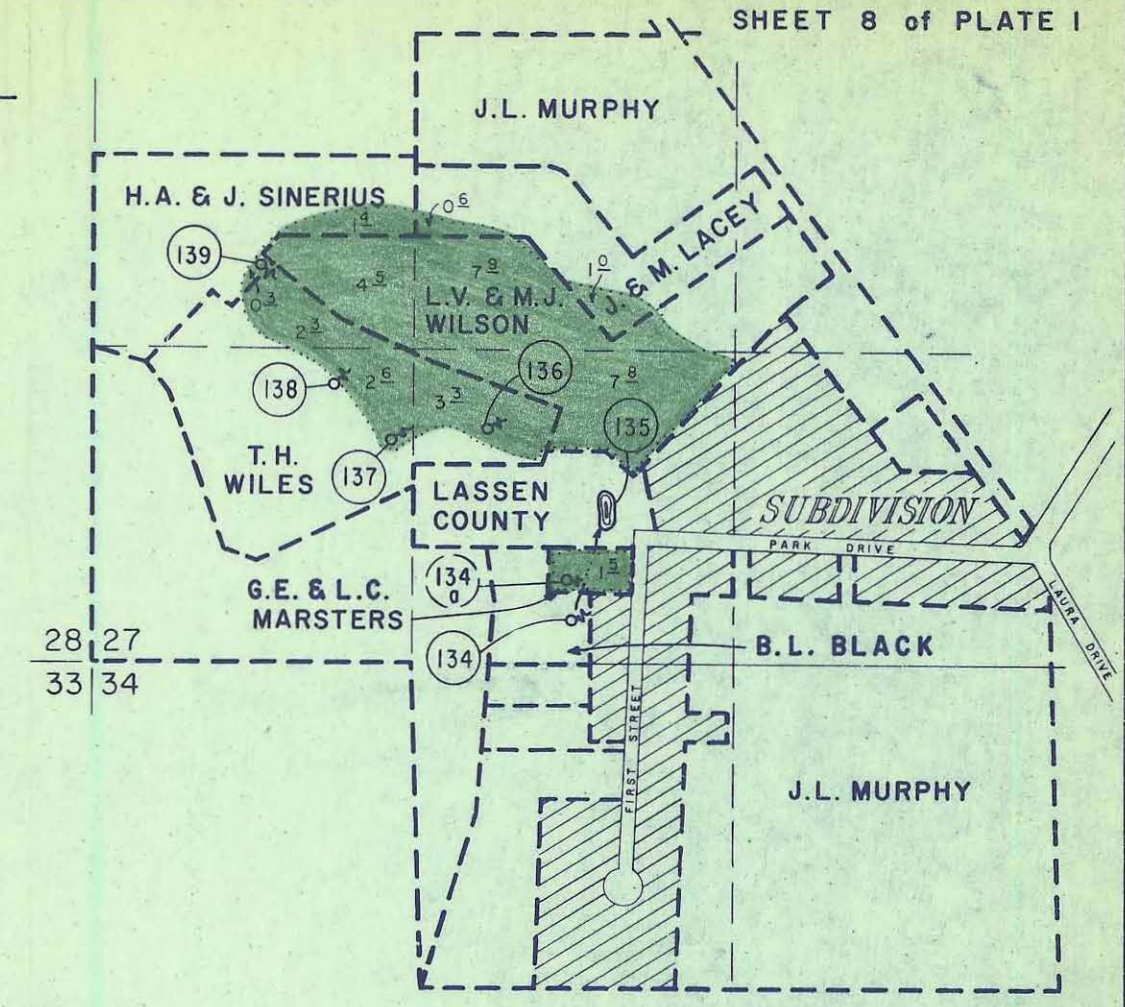 SHEET 8 of PLATE I
J.L. MURPHY
H.A. & J. SINERIUS
1 4
0 6
J. & M. LACEY
139
4 5
7 9
1 0
0 3
L.V. & M.J.
WILSON
2 3
138
2 6
136
7 8
3 3
135
T.H.
WILES
137
LASSEN
COUNTY
SUBDIVISION
PARK DRIVE
134
a
1 5
G.E. & L.C.
MARSTERS
LAURA DRIVE
134
B.L. BLACK
28 27
33 34
FIRST STREET
J.L. MURPHY